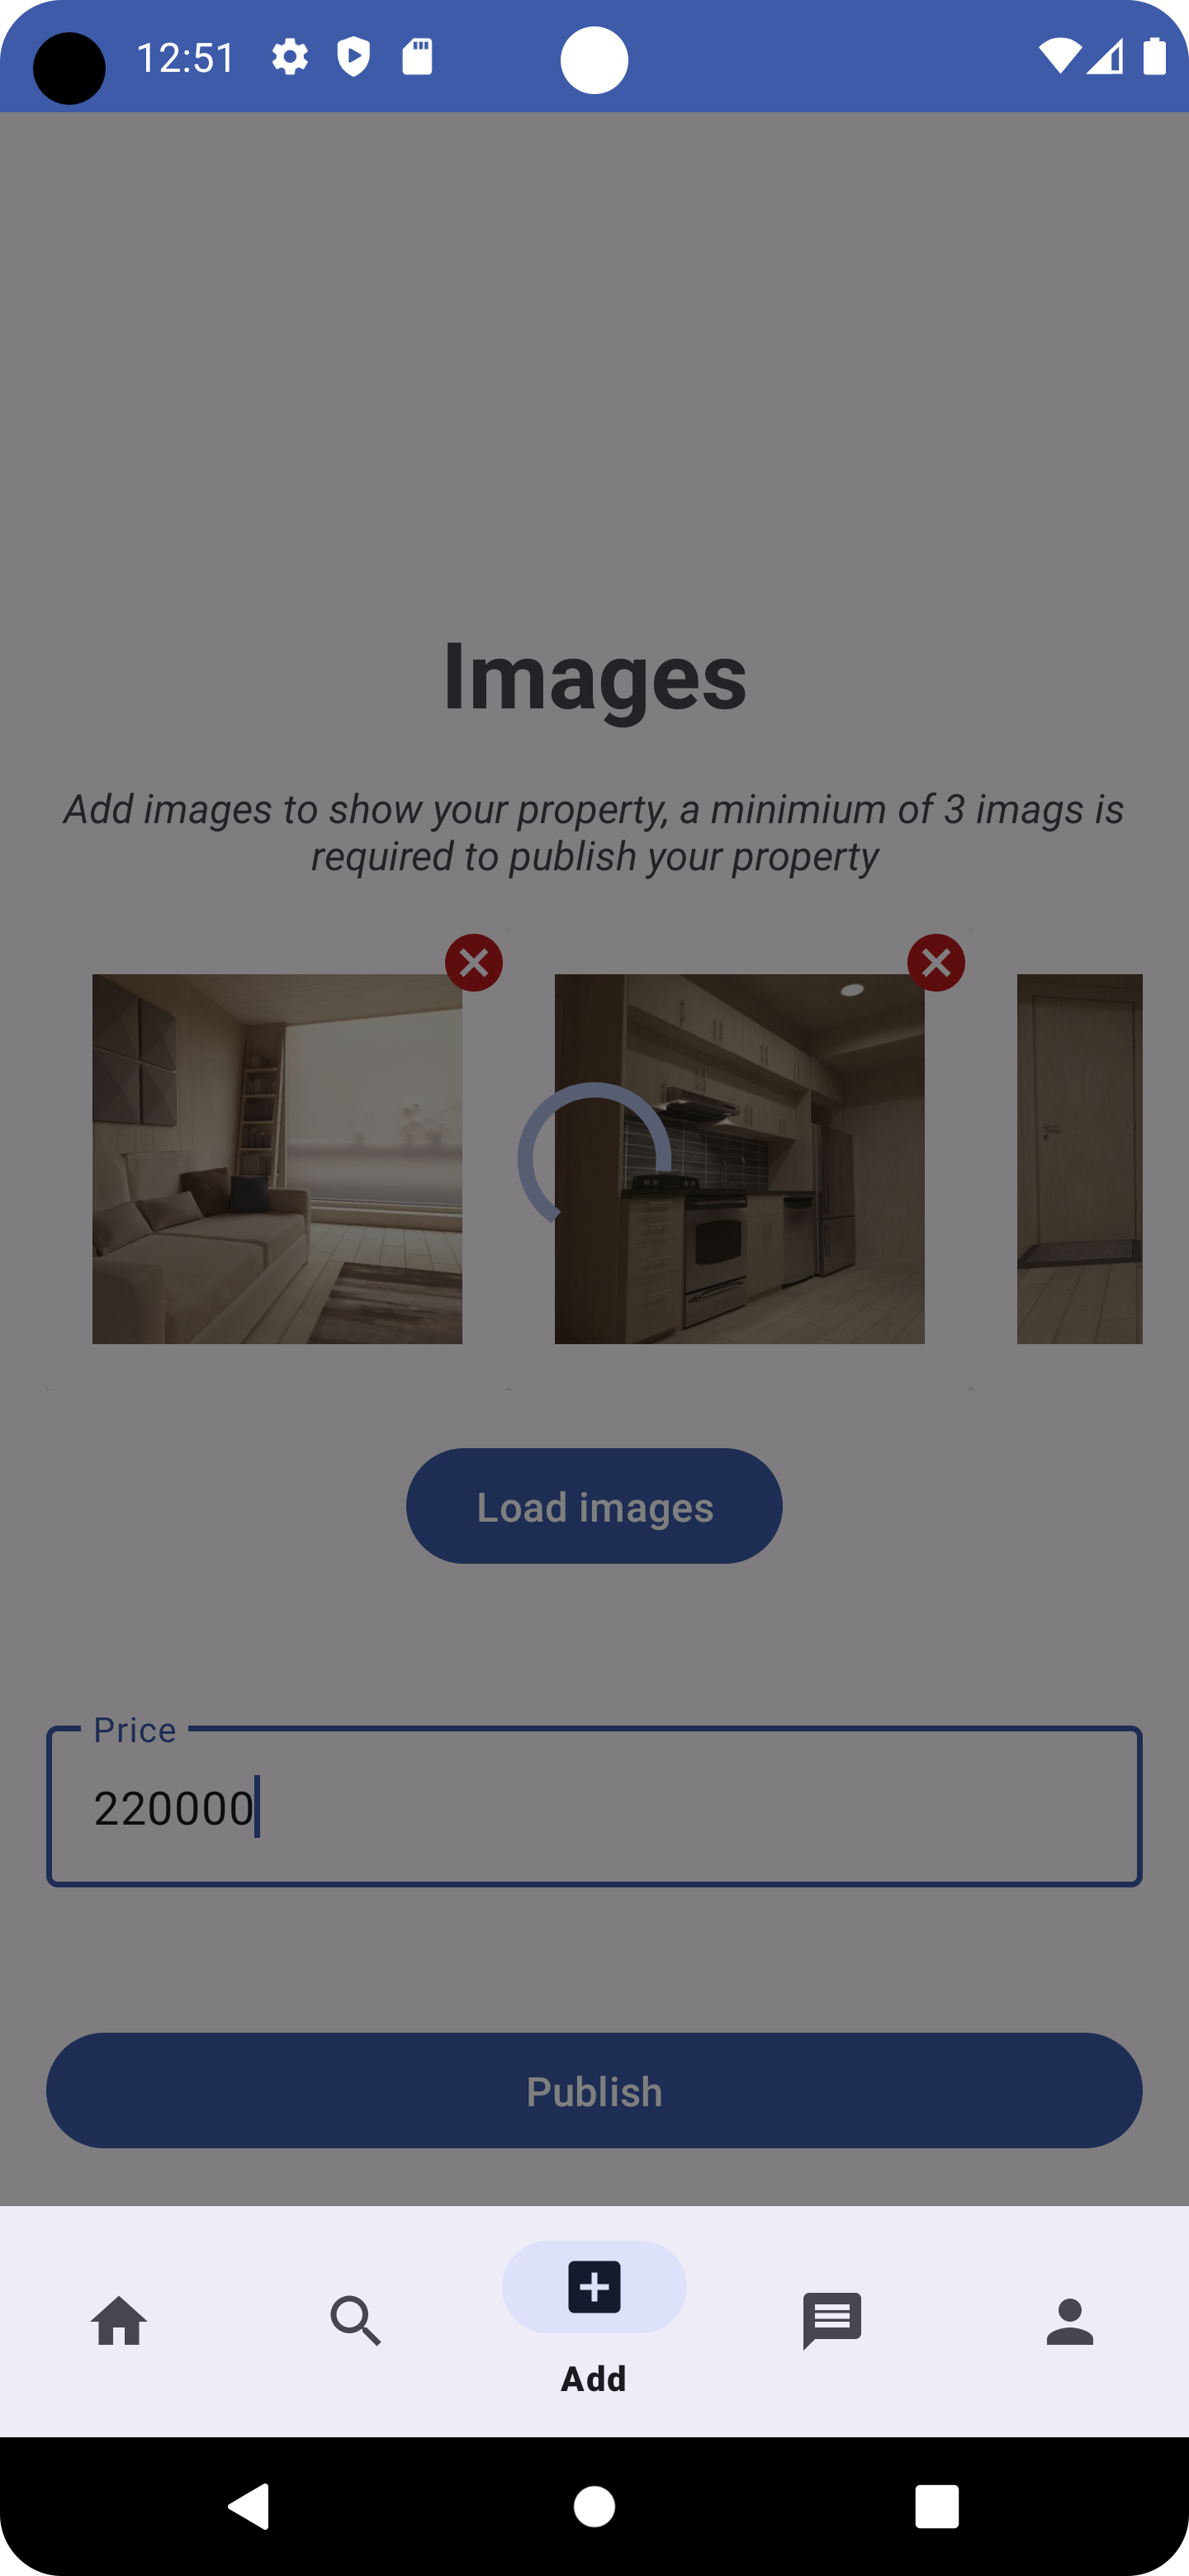 12:51
Images
Add images to show your property, a minimium of 3 imags is
required to publish your property
Load images
Price
220000
Publish
Add